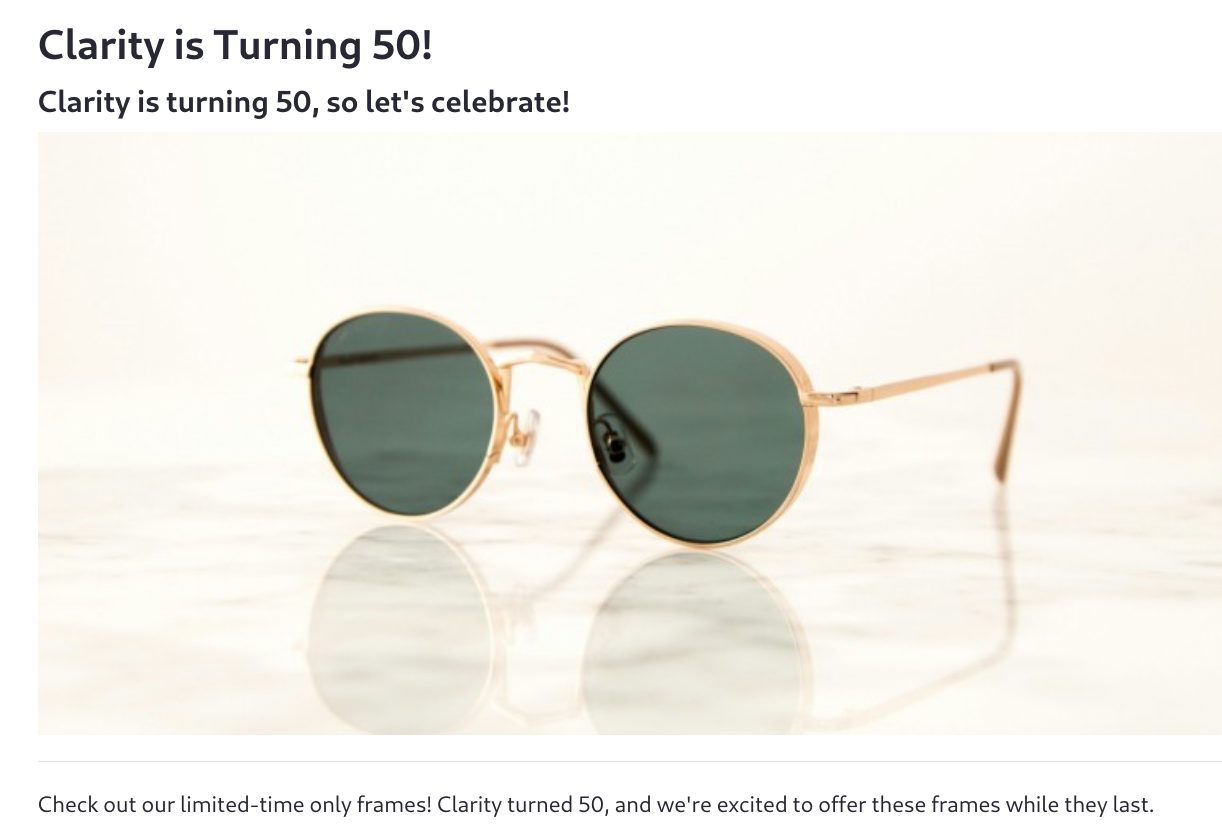 Clarity is Turning 50!
Clarity is turning 50, so let's celebrate!
Check out our limited-time only frames! Clarity turned 50, and we're excited to offer these frames while they last.